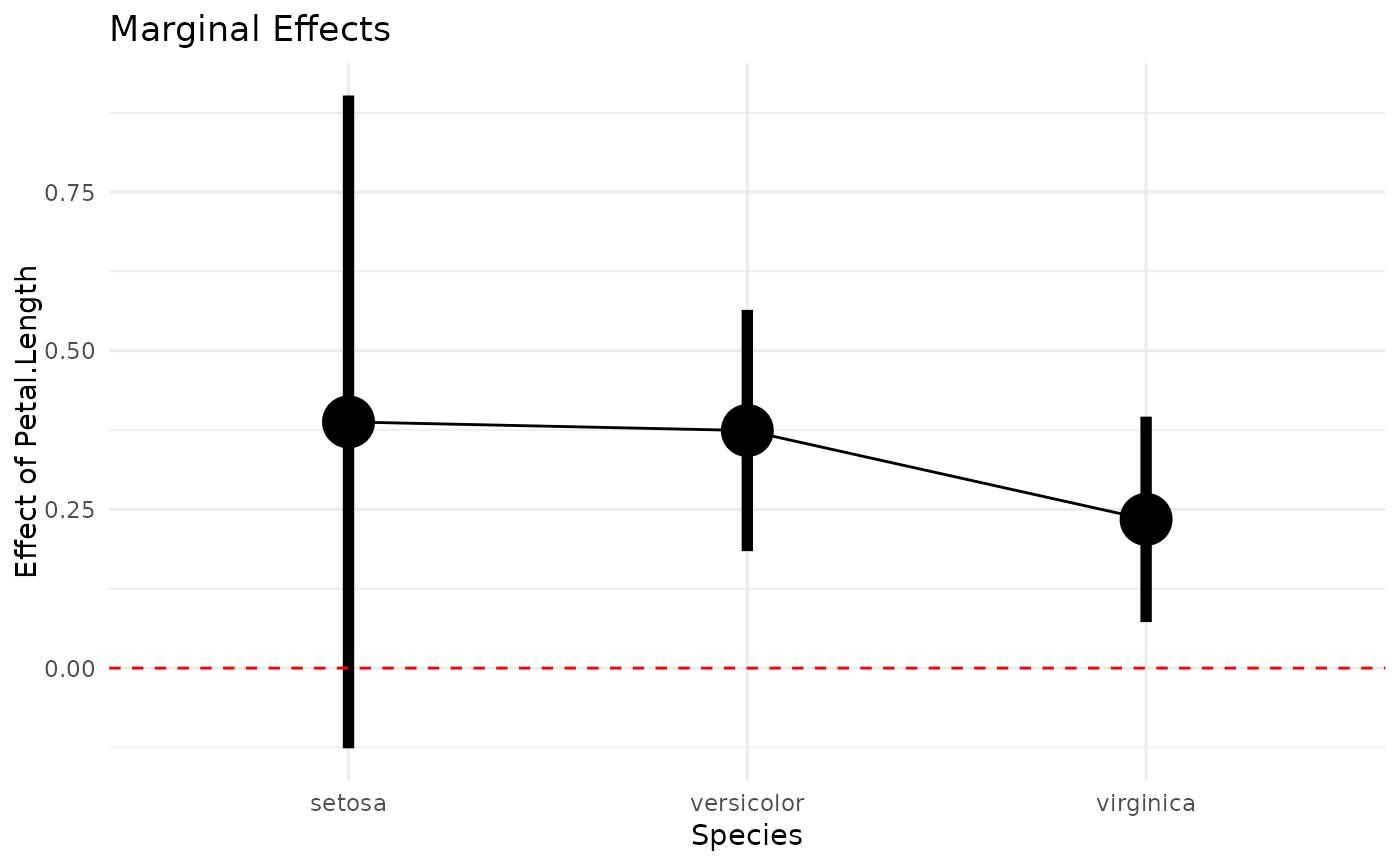 Marginal Effects
Effect of Petal.Length
0.75
0.50
0.25
0.00
setosa versicolor virginica
Species